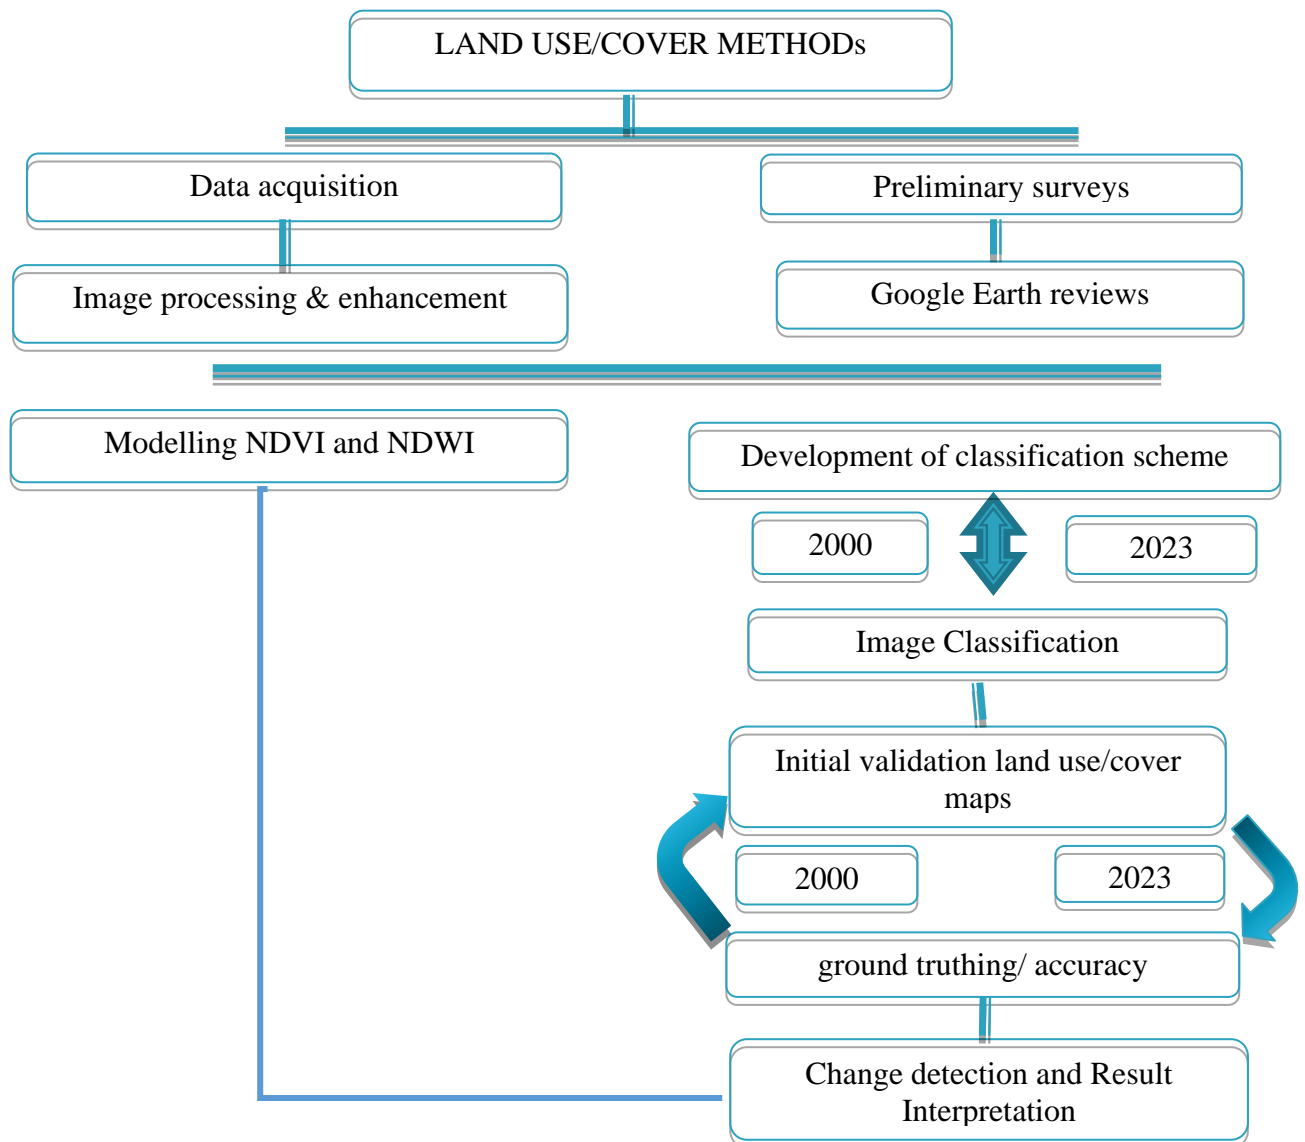 LAND USE/COVER METHODs
Data acquisition
Preliminary surveys
Image processing & enhancement
Google Earth reviews
Modelling NDVI and NDWI
Development of classification scheme
2000
2023
Image Classification
Initial validation land use/cover
maps
2000
2023
ground truthing/ accuracy
Change detection and Result
Interpretation